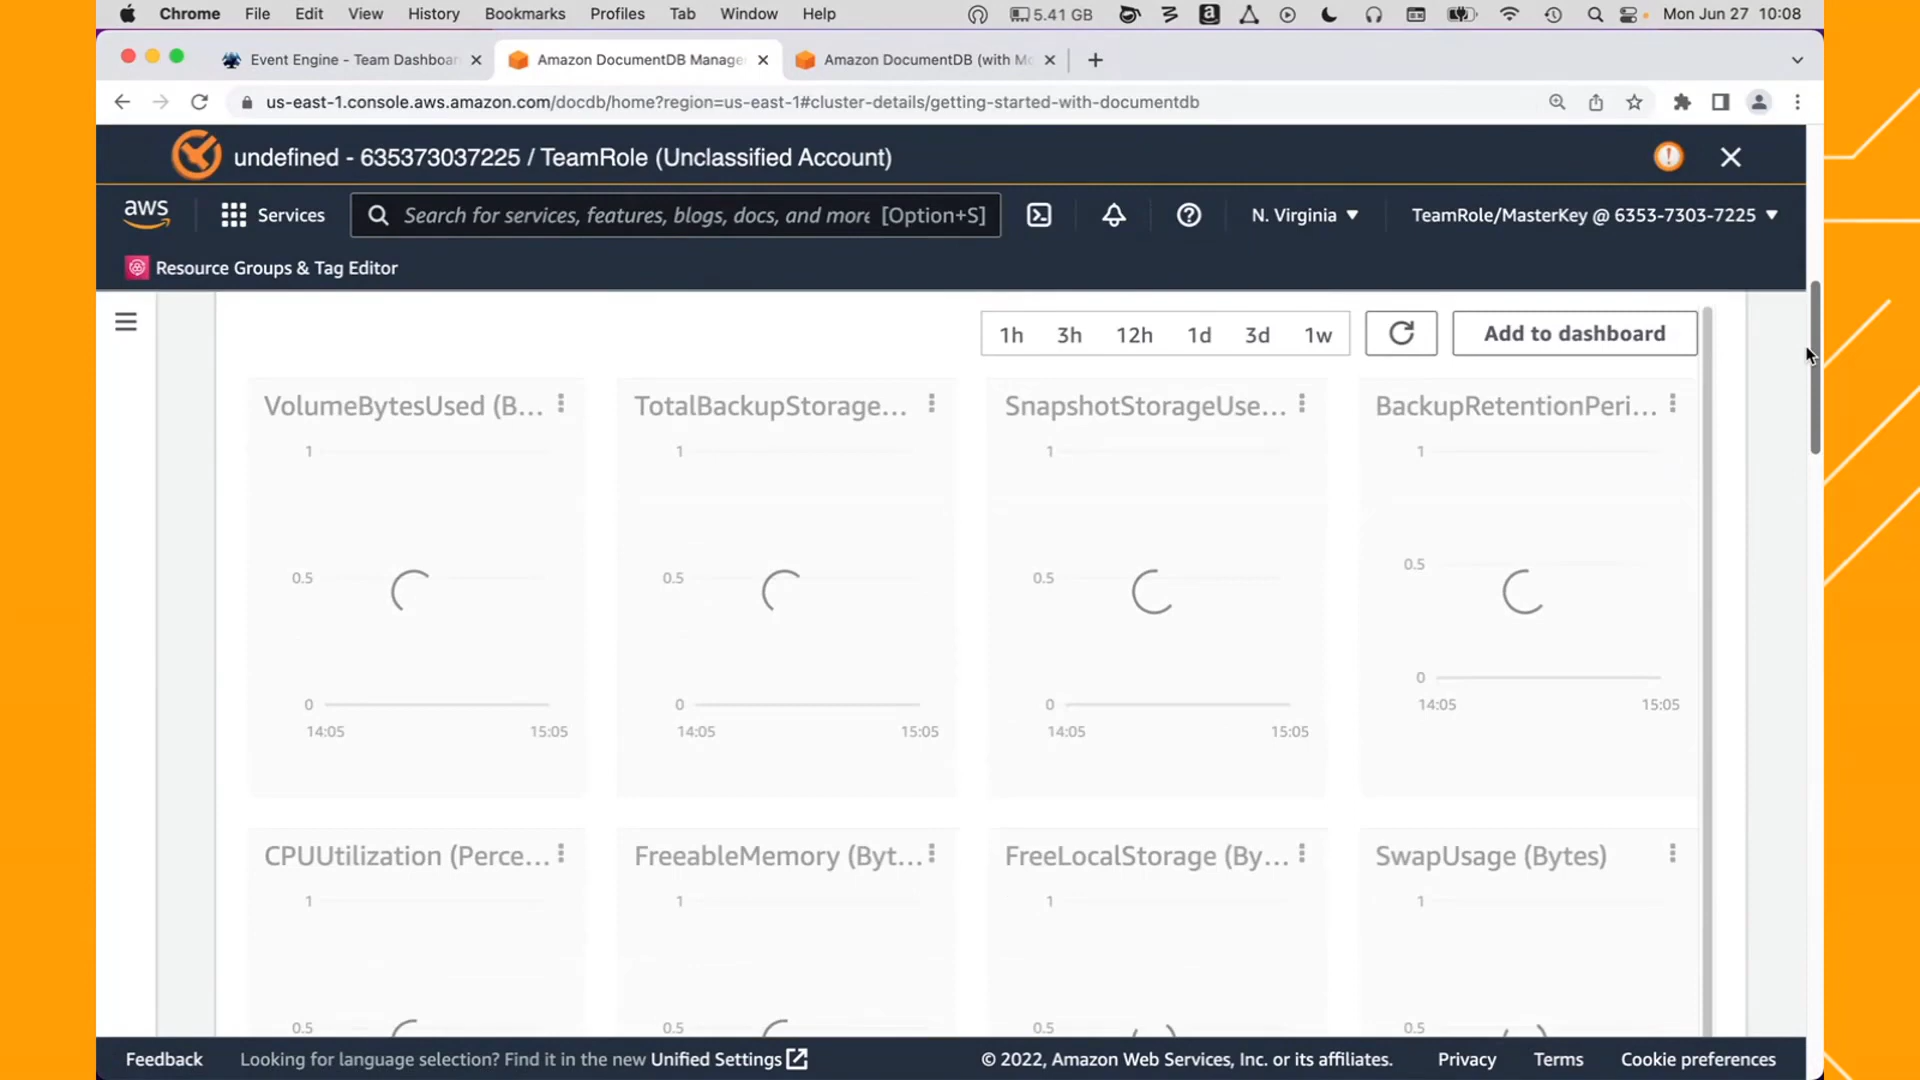 Chrome File Edit View History Bookmarks Profiles Tab Window Help 5.41 GB Mon Jun 27 10:08
Event Engine - Team Dashboar Amazon DocumentDB Manage Amazon DocumentDB (with Mo
us-east-1.console.aws.amazon.com/docdb/home?region=us-east-1#cluster-details/getting-started-with-documentdb
undefined - 635373037225 / TeamRole (Unclassified Account)
aws Services Search for services, features, blogs, docs, and more [Option+S] N. Virginia TeamRole/MasterKey @ 6353-7303-7225
Resource Groups & Tag Editor
1h 3h 12h 1d 3d 1w Add to dashboard
VolumeBytesUsed (B... TotalBackupStorage... SnapshotStorageUse... BackupRetentionPeri...
1 1 1 1
0.5 0.5 0.5 0.5
0 0 0 0
14:05 15:05 14:05 15:05 14:05 15:05 14:05 15:05
CPUUtilization (Perce... FreeableMemory (Byt... FreeLocalStorage (By... SwapUsage (Bytes)
1 1 1 1
0.5 0.5 0.5 0.5
Feedback Looking for language selection? Find it in the new Unified Settings © 2022, Amazon Web Services, Inc. or its affiliates. Privacy Terms Cookie preferences